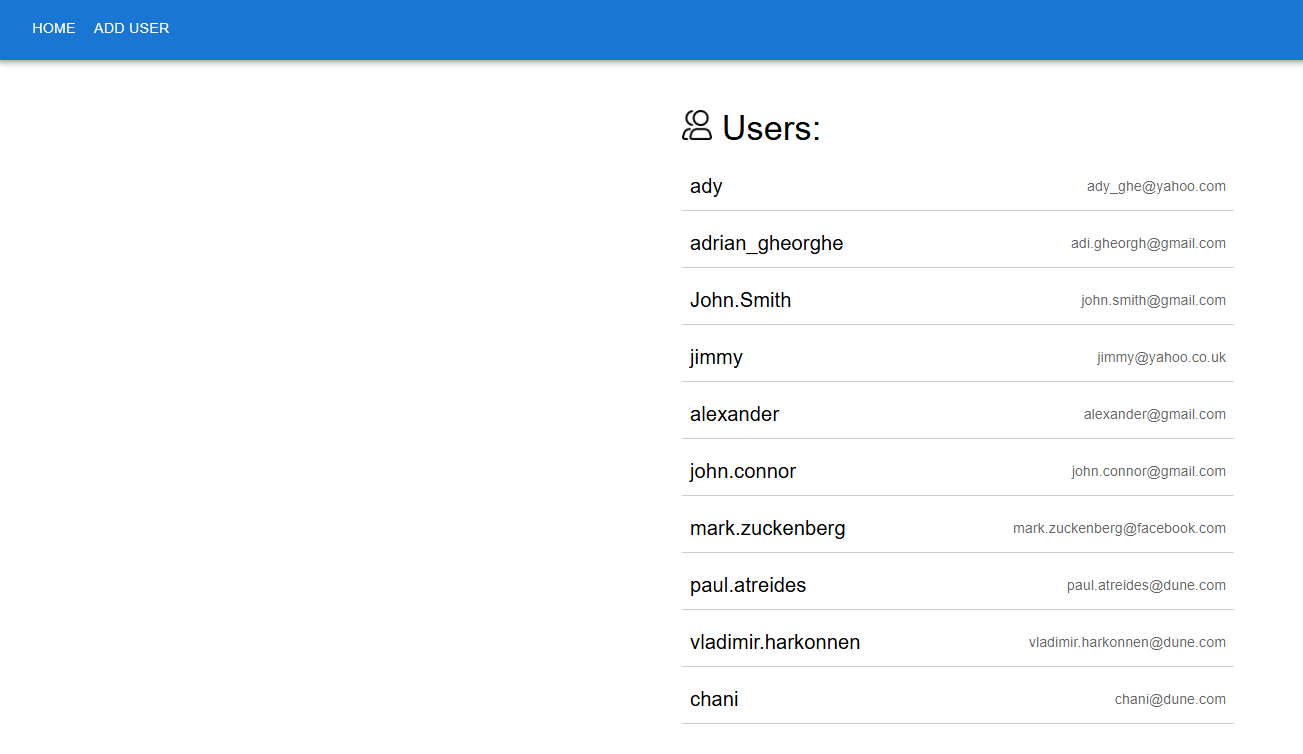 HOME ADD USER
Users:
ady ady_ghe@yahoo.com
adrian_gheorghe adi.gheorgh@gmail.com
John.Smith john.smith@gmail.com
jimmy jimmy@yahoo.co.uk
alexander alexander@gmail.com
john.connor john.connor@gmail.com
mark.zuckenberg mark.zuckenberg@facebook.com
paul.atreides paul.atreides@dune.com
vladimir.harkonnen vladimir.harkonnen@dune.com
chani chani@dune.com